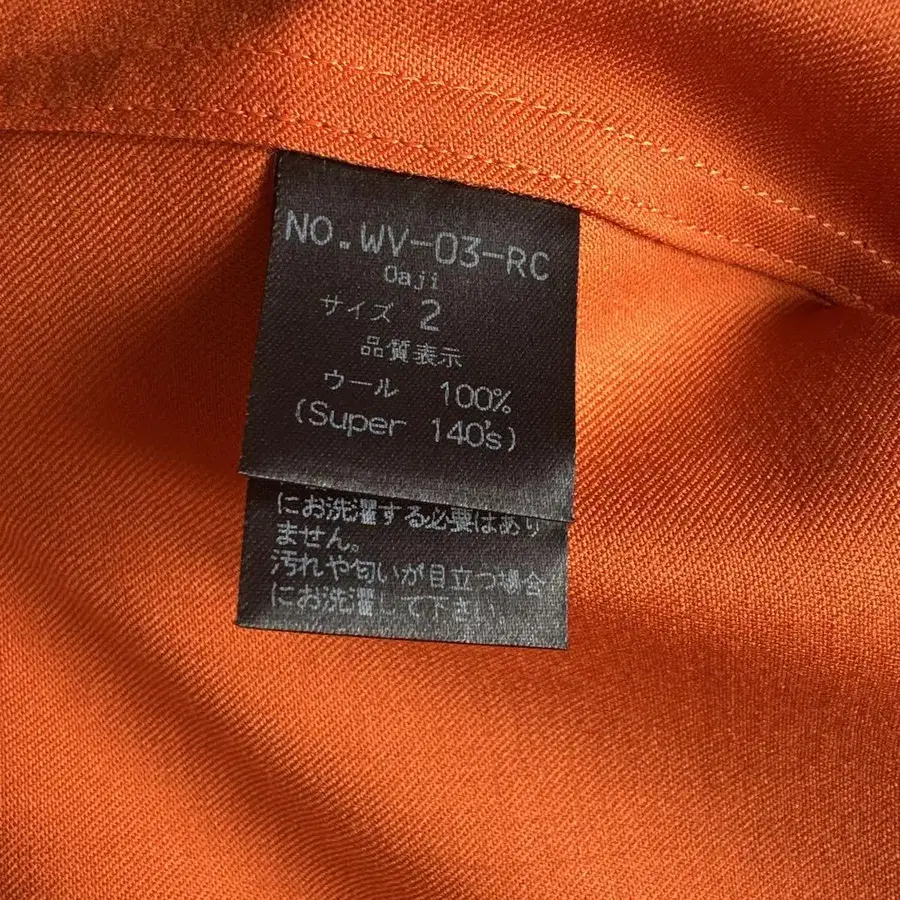 NO.WV-03-RC
Oaji
サイズ 2
品質表示
ウール 100%
(Super 140's)
にお洗濯する必要はあり
ません。
汚れや匂いが目立つ場合
にお洗濯して下さい。